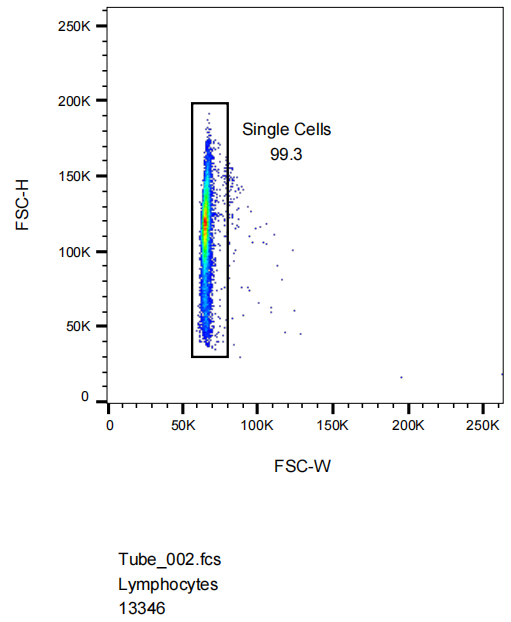 250K
200K
150K
100K
50K
0
FSC-H
Single Cells
99.3
0 50K 100K 150K 200K 250K
FSC-W
Tube_002.fcs
Lymphocytes
13346